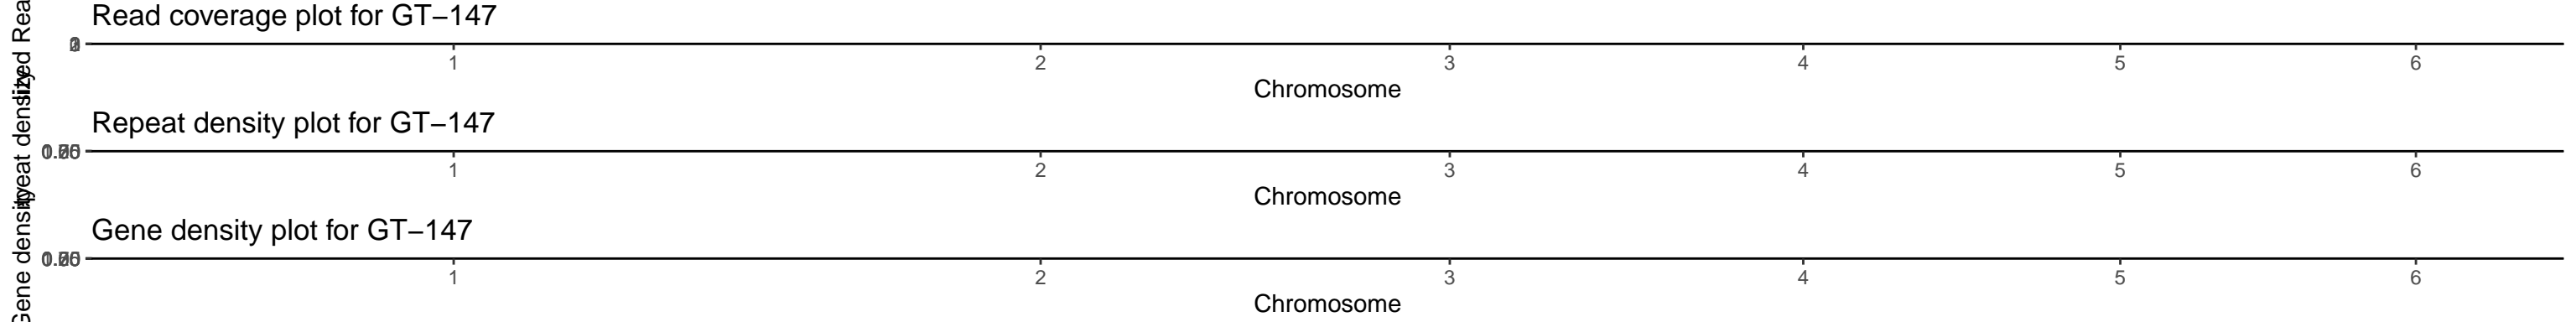 Read coverage plot for GT−147
1 2 3 4 5 6
Chromosome
Repeat density plot for GT−147
1 2 3 4 5 6
Chromosome
Gene density plot for GT−147
1 2 3 4 5 6
Chromosome
Gene density